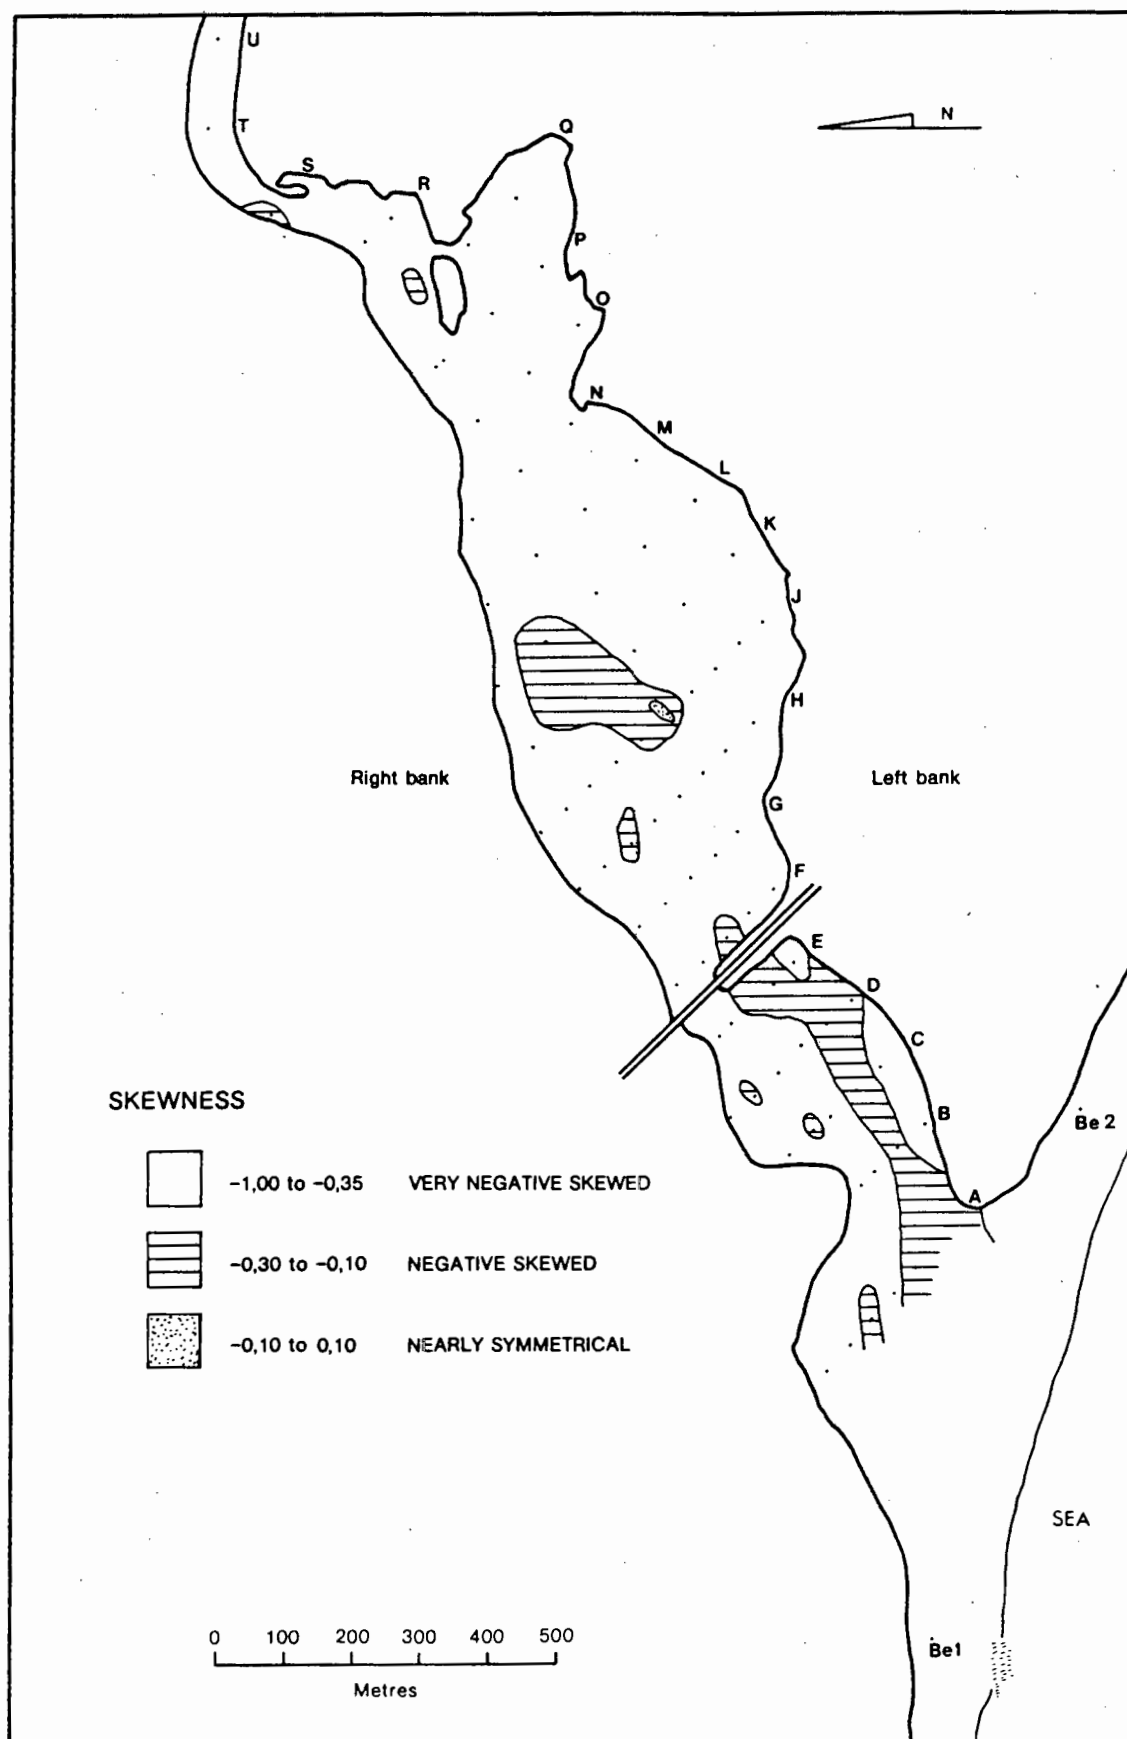 U
N
T
Q
S
R
P
O
N
M
L
K
J
H
Right bank
Left bank
G
F
E
D
C
B
Be 2
A
SKEWNESS
-1,00 to -0,35 VERY NEGATIVE SKEWED
-0,30 to -0,10 NEGATIVE SKEWED
-0,10 to 0,10 NEARLY SYMMETRICAL
SEA
Be1
0 100 200 300 400 500
Metres